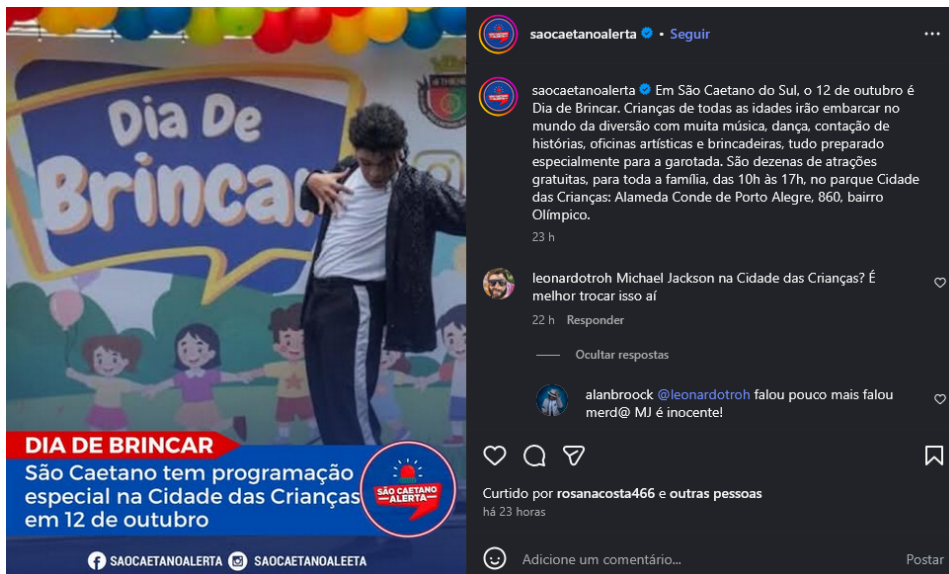 Dia De
Brincar
DIA DE BRINCAR
São Caetano tem programação
especial na Cidade das Crianças
em 12 de outubro
SÃO CAETANO
ALERTA
SAOCAETANOALERTA SAOCAETANOALEETA
saocaetanoalerta • Seguir
saocaetanoalerta Em São Caetano do Sul, o 12 de outubro é
Dia de Brincar. Crianças de todas as idades irão embarcar no
mundo da diversão com muita música, dança, contação de
histórias, oficinas artísticas e brincadeiras, tudo preparado
especialmente para a garotada. São dezenas de atrações
gratuitas, para toda a família, das 10h às 17h, no parque Cidade
das Crianças: Alameda Conde de Porto Alegre, 860, bairro
Olímpico.
23 h
leonardotroh Michael Jackson na Cidade das Crianças? É
melhor trocar isso aí
22 h Responder
Ocultar respostas
alanbroock @leonardotroh falou pouco mais falou
merd@ MJ é inocente!
Curtido por rosanacosta466 e outras pessoas
há 23 horas
Adicione um comentário... Postar